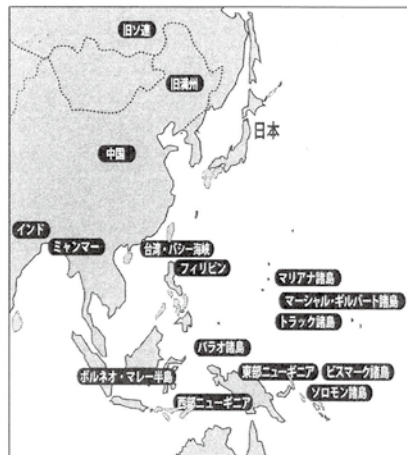 旧ソ連
旧満州
日本
中国
インド
ミャンマー
台湾・バシー海峡
フィリピン
マリアナ諸島
マーシャル・ギルバート諸島
トラック諸島
パラオ諸島
ボルネオ・マレー半島
東部ニューギニア
ビスマーク諸島
西部ニューギニア
ソロモン諸島